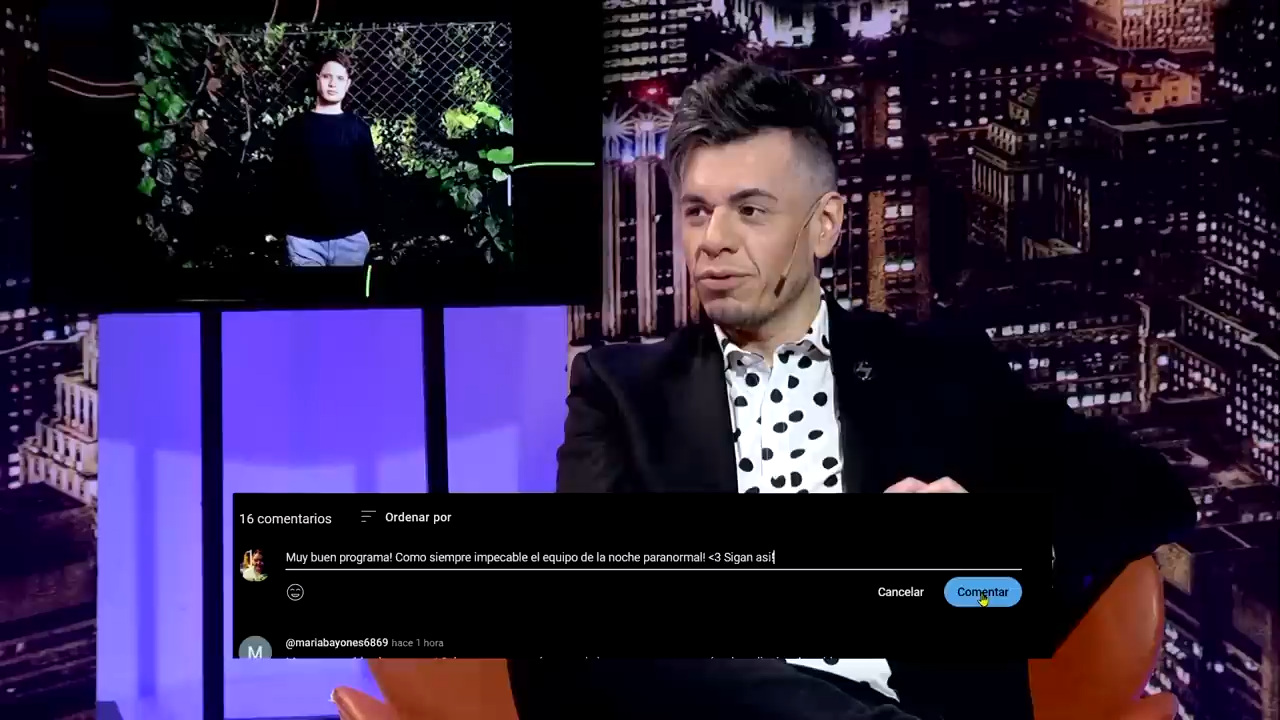 16 comentarios
Ordenar por
Muy buen programa! Como siempre impecable el equipo de la noche paranormal! <3 Sigan asi!
Cancelar
Comentar
M
@mariabayones6869 hace 1 hora